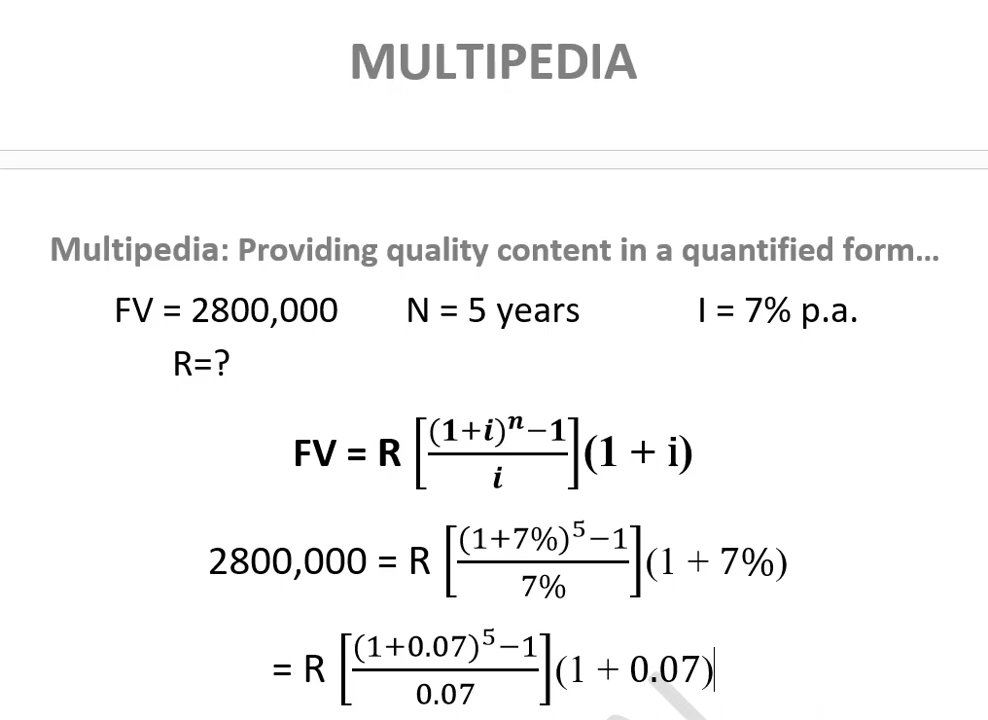 MULTIPEDIA
Multipedia: Providing quality content in a quantified form...
FV = 2800,000 N = 5 years I = 7% p.a.
R=?
FV = R [((1+i)^n−1)/i](1 + i)
2800,000 = R [((1+7%)^5−1)/7%](1 + 7%)
= R [((1+0.07)^5−1)/0.07](1 + 0.07)